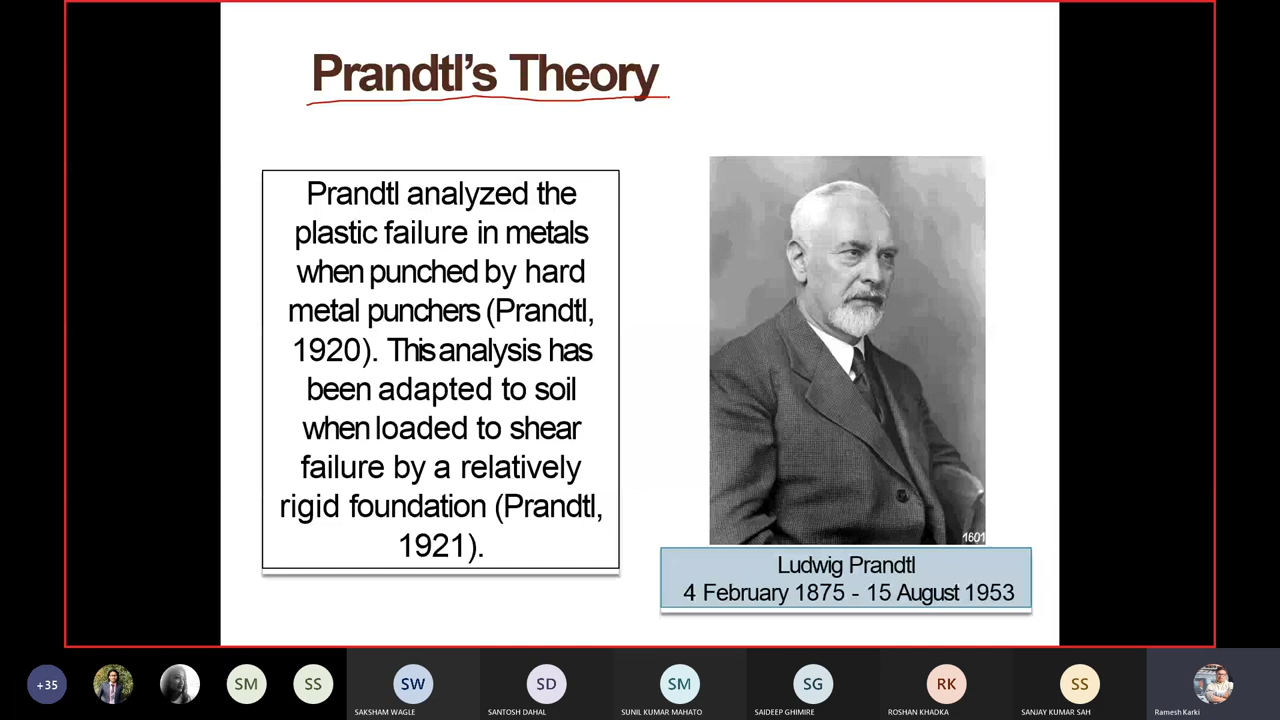 Prandtl's Theory
Prandtl analyzed the
plastic failure in metals
when punched by hard
metal punchers (Prandtl,
1920). This analysis has
been adapted to soil
when loaded to shear
failure by a relatively
rigid foundation (Prandtl,
1921).
1601
Ludwig Prandtl
4 February 1875 - 15 August 1953
+35
SM
SS
SW
SD
SM
SG
RK
SS
SAKSHAM WAGLE
SANTOSH DAHAL
SUNIL KUMAR MAHATO
SAIDEEP GHIMIRE
ROSHAN KHADKA
SANJAY KUMAR SAH
Ramesh Karki